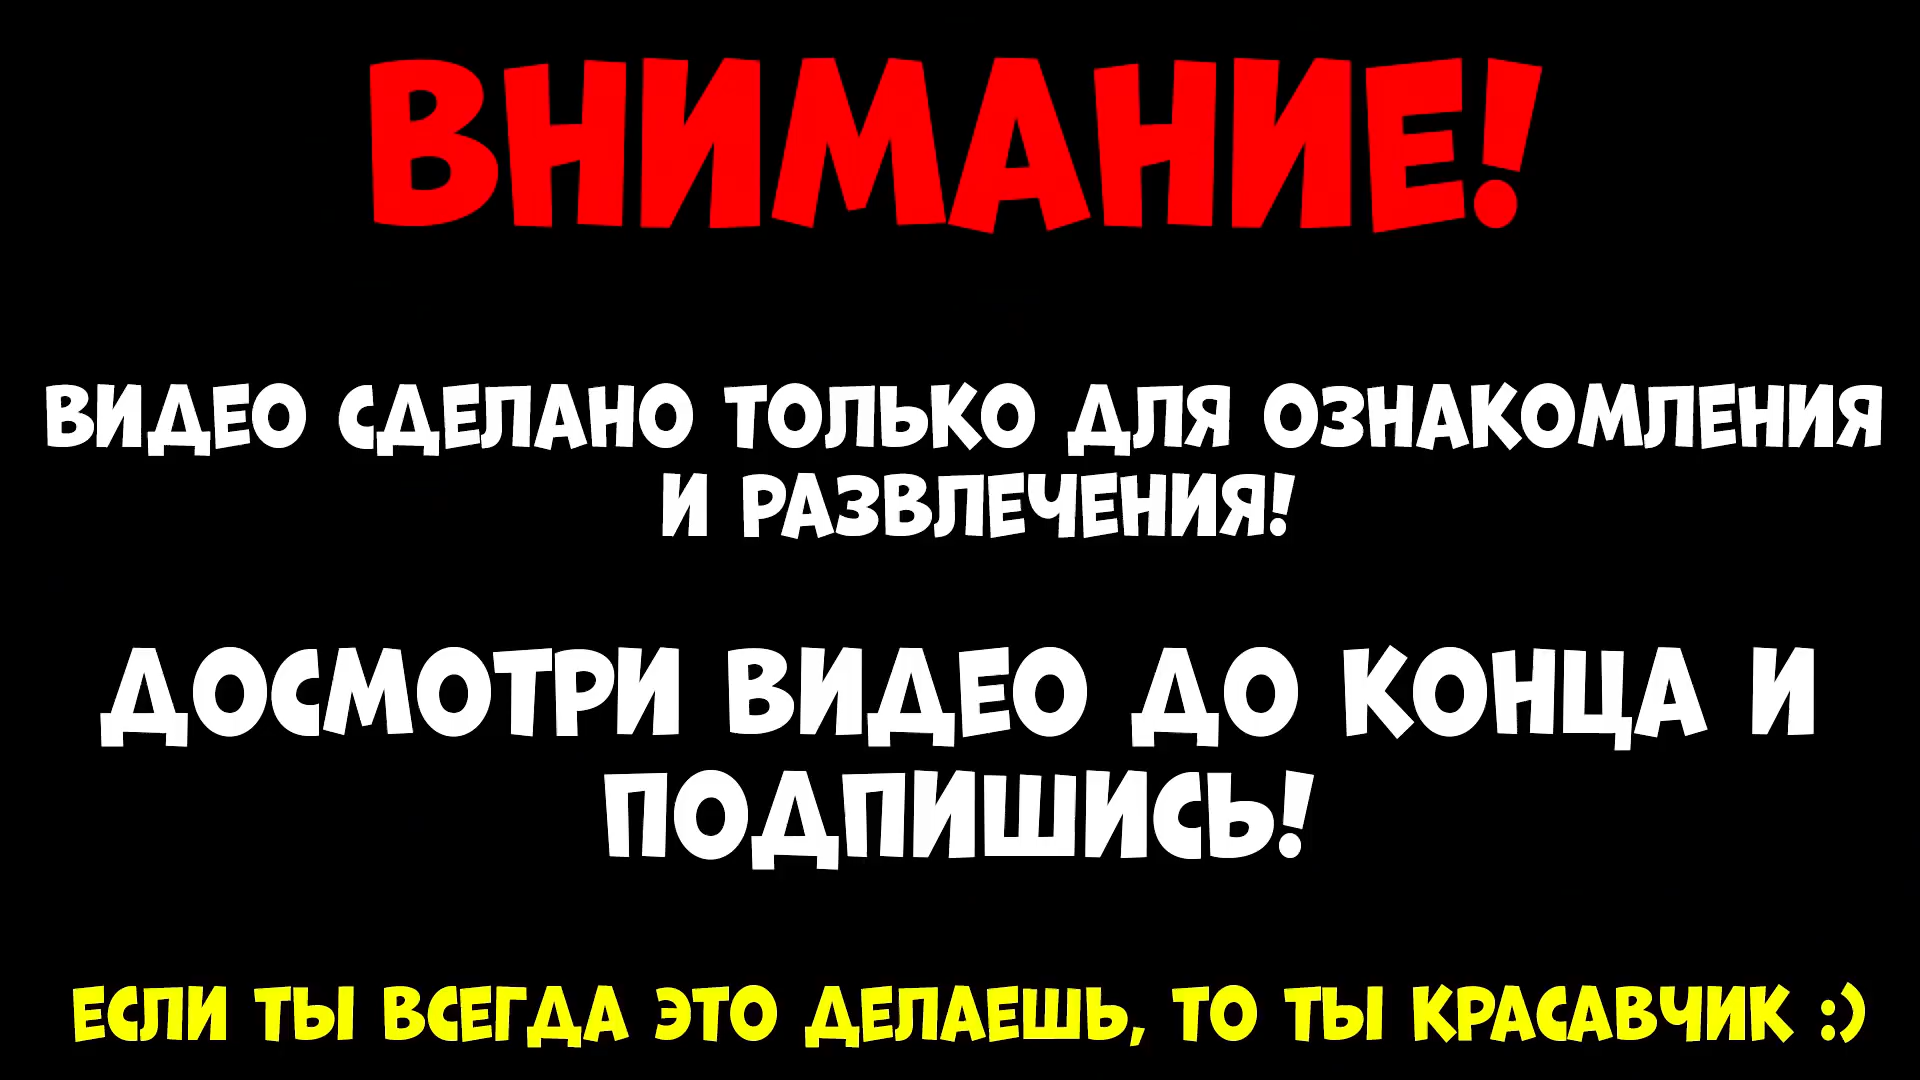 ВНИМАНИЕ!
ВИДЕО СДЕЛАНО ТОЛЬКО ДЛЯ ОЗНАКОМЛЕНИЯ
И РАЗВЛЕЧЕНИЯ!
ДОСМОТРИ ВИДЕО ДО КОНЦА И
ПОДПИШИСЬ!
ЕСЛИ ТЫ ВСЕГДА ЭТО ДЕЛАЕШЬ, ТО ТЫ КРАСАВЧИК :)